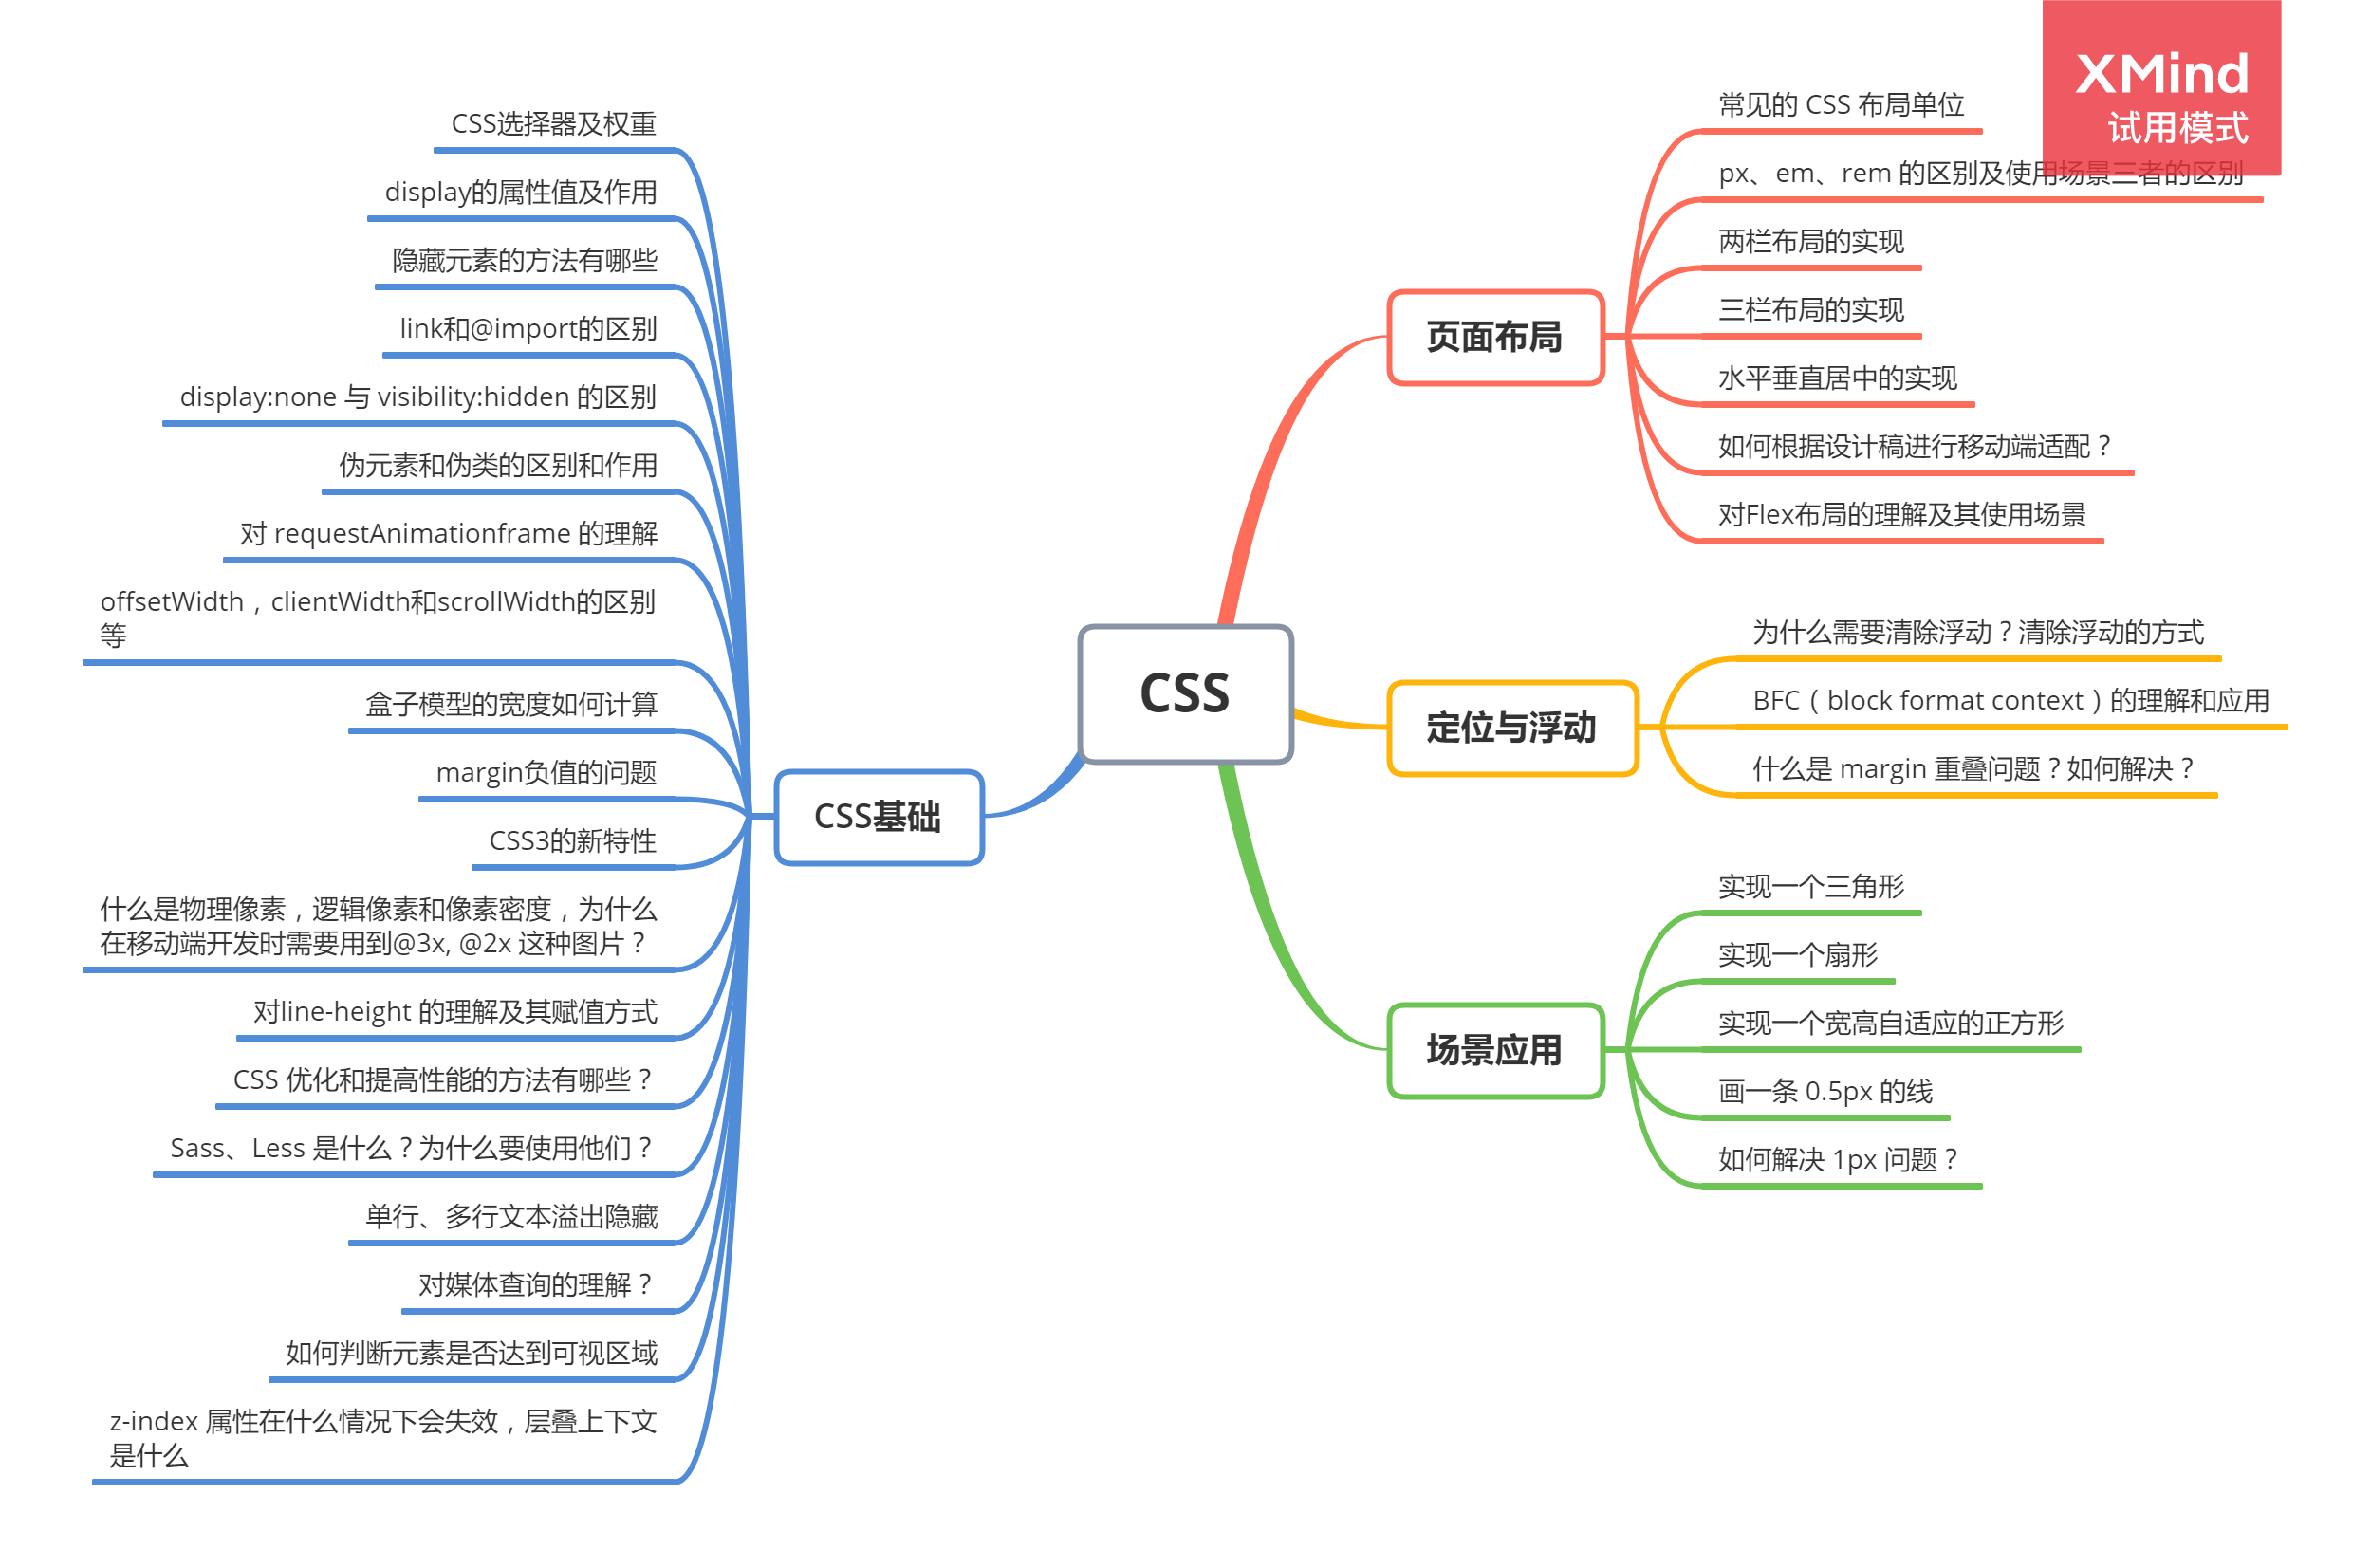 XMind
试用模式
CSS
页面布局
常见的 CSS 布局单位
px、em、rem 的区别及使用场景三者的区别
两栏布局的实现
三栏布局的实现
水平垂直居中的实现
如何根据设计稿进行移动端适配？
对Flex布局的理解及其使用场景
定位与浮动
为什么需要清除浮动？清除浮动的方式
BFC（block format context）的理解和应用
什么是 margin 重叠问题？如何解决？
场景应用
实现一个三角形
实现一个扇形
实现一个宽高自适应的正方形
画一条 0.5px 的线
如何解决 1px 问题？
CSS基础
CSS选择器及权重
display的属性值及作用
隐藏元素的方法有哪些
link和@import的区别
display:none 与 visibility:hidden 的区别
伪元素和伪类的区别和作用
对 requestAnimationframe 的理解
offsetWidth，clientWidth和scrollWidth的区别
等
盒子模型的宽度如何计算
margin负值的问题
CSS3的新特性
什么是物理像素，逻辑像素和像素密度，为什么
在移动端开发时需要用到@3x, @2x 这种图片？
对line-height 的理解及其赋值方式
CSS 优化和提高性能的方法有哪些？
Sass、Less 是什么？为什么要使用他们？
单行、多行文本溢出隐藏
对媒体查询的理解？
如何判断元素是否达到可视区域
z-index 属性在什么情况下会失效，层叠上下文
是什么